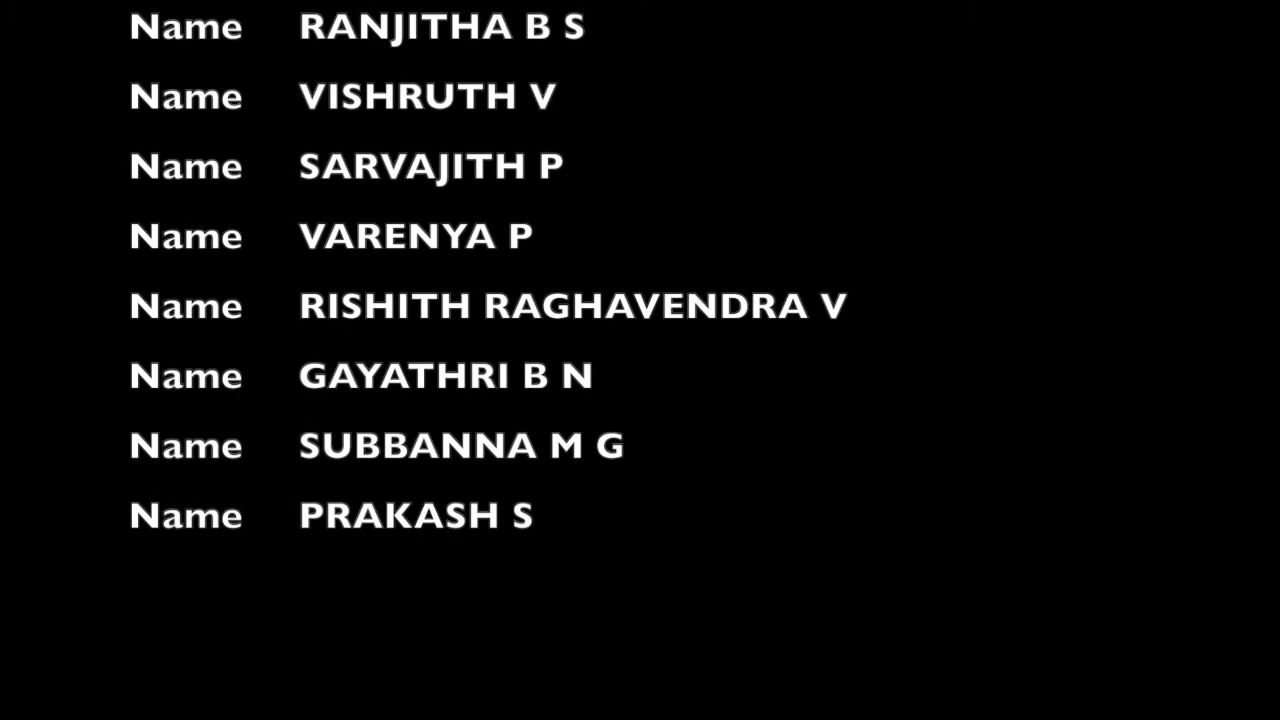 Name RANJITHA B S
Name VISHRUTH V
Name SARVAJITH P
Name VARENYA P
Name RISHITH RAGHAVENDRA V
Name GAYATHRI B N
Name SUBBANNA M G
Name PRAKASH S